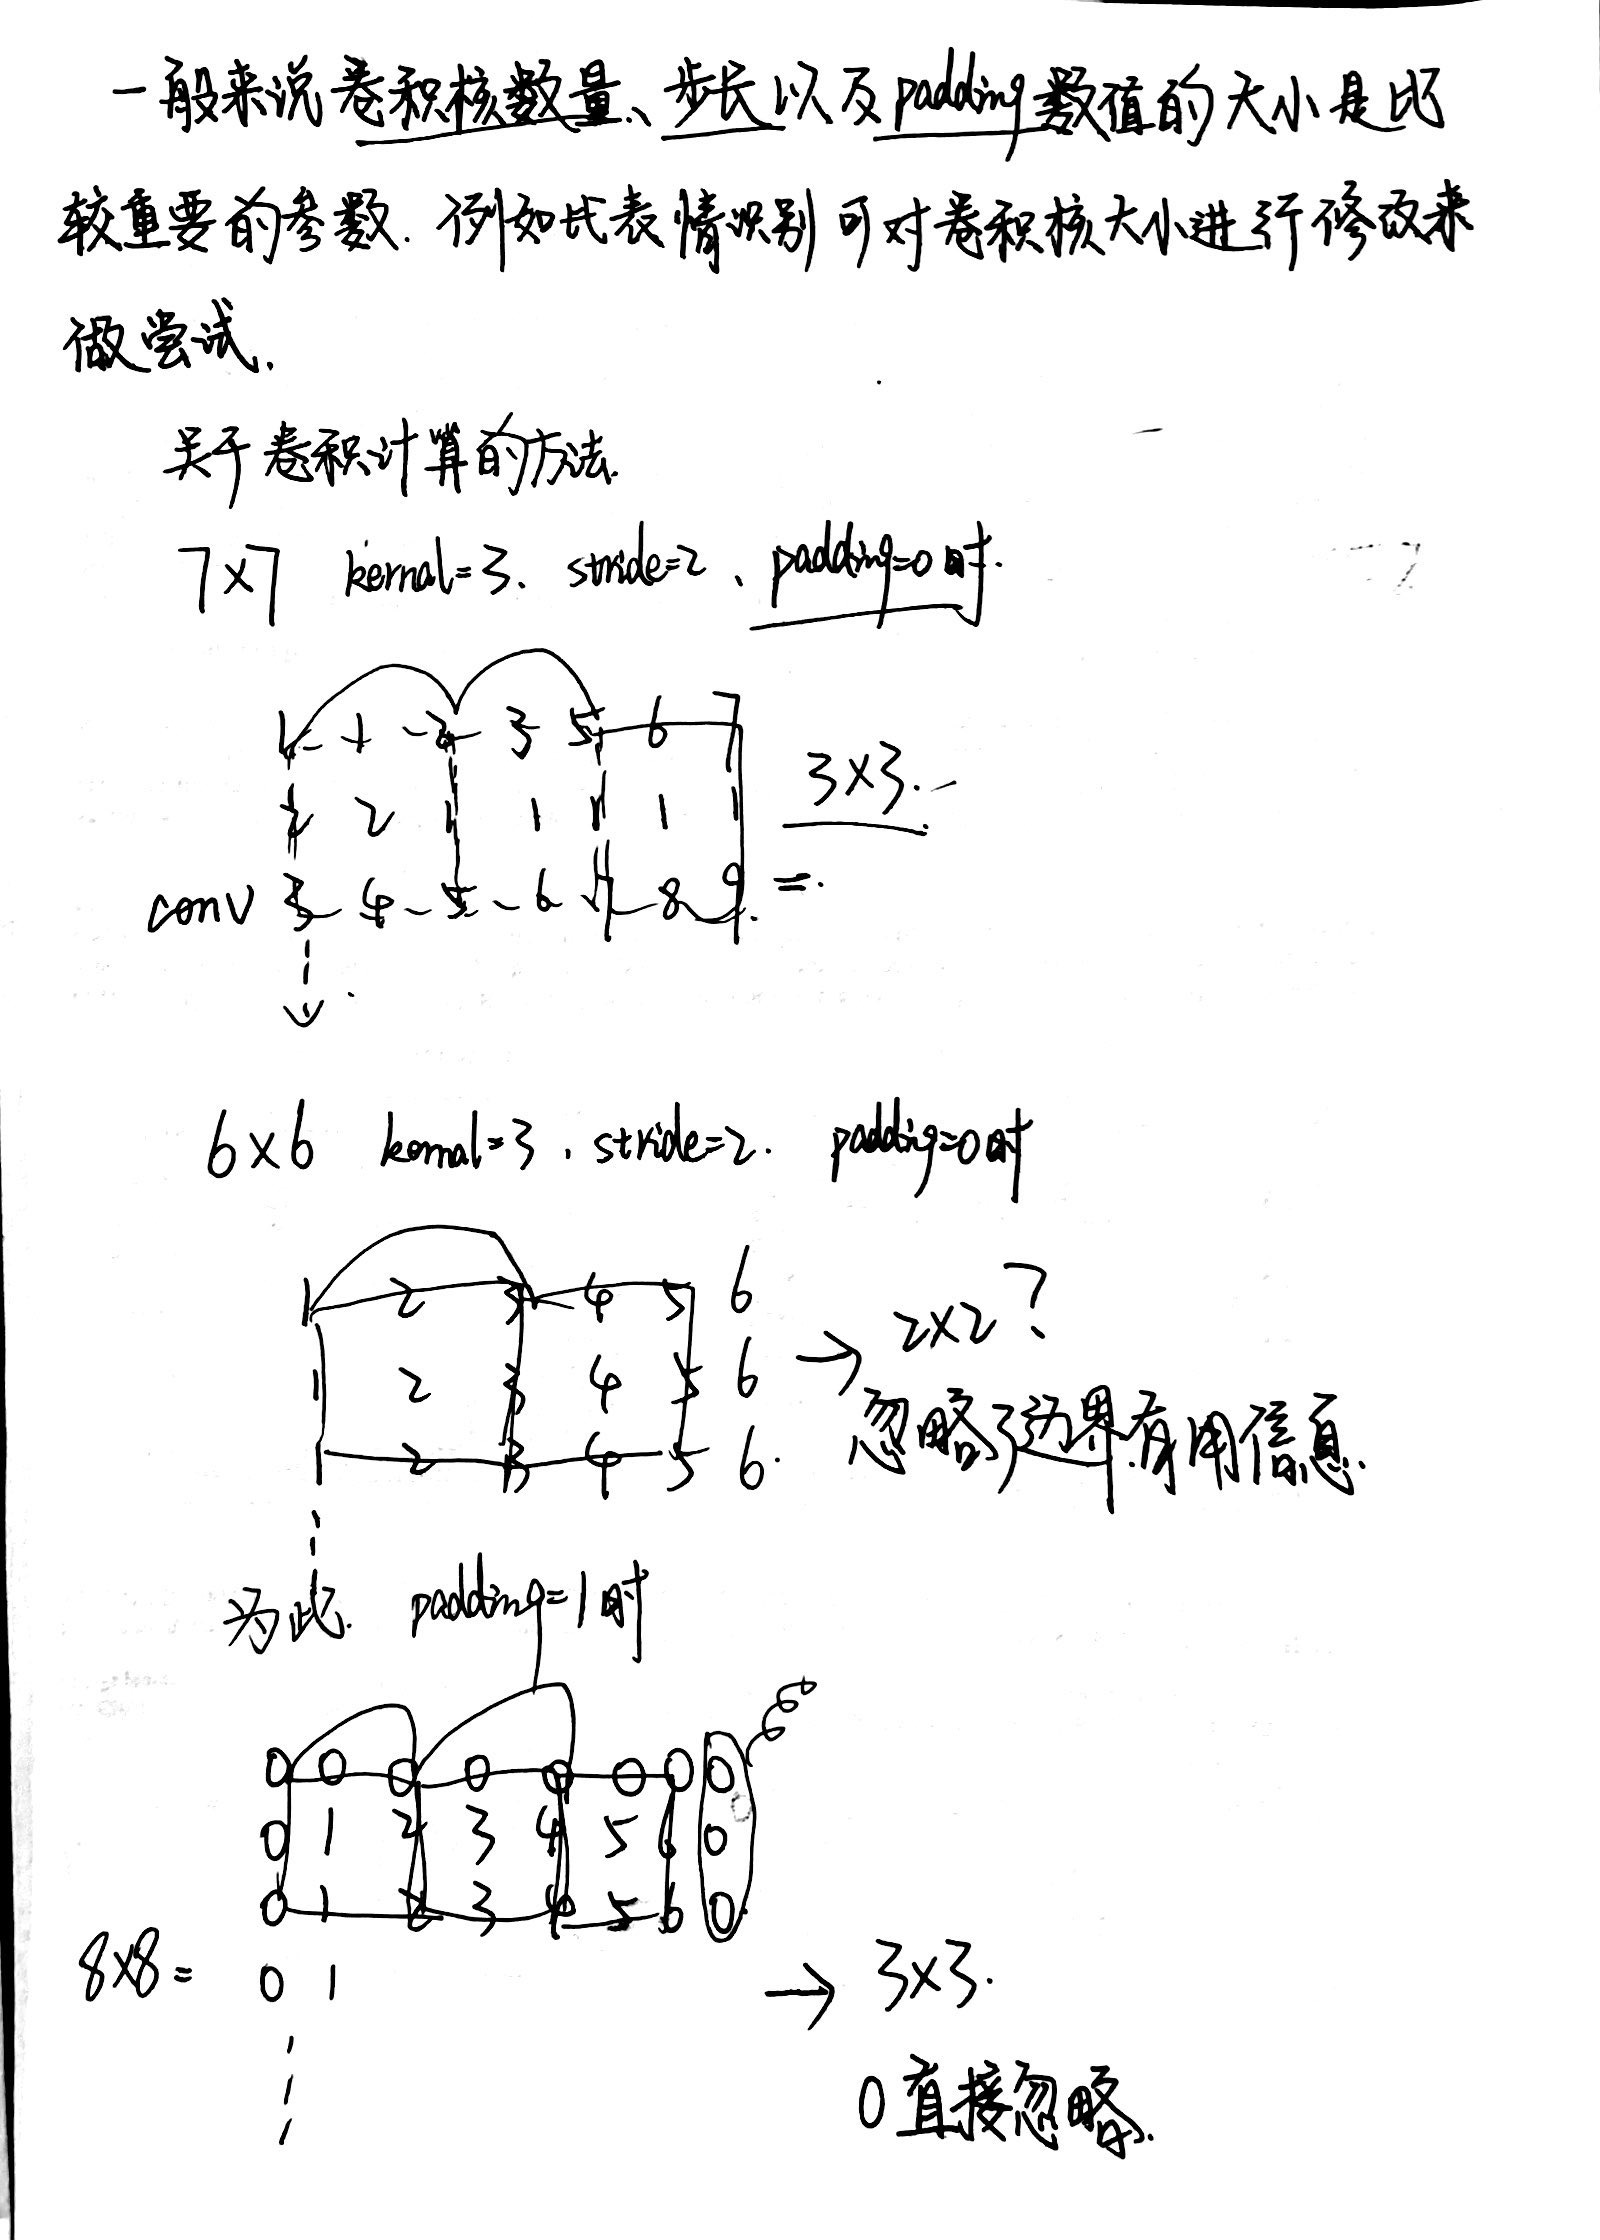 一般来说卷积核数量、步长以及padding数值的大小是比
较重要的参数.例如比表情识别可对卷积核大小进行修改来
做尝试.
关于卷积计算的方法.
7×7 kernal=3. stride=2、padding=0时.
1 1 3 5 6 7
2 2 1 1 1 1 1
3×3.
conv 3 4 5 6 7 8 9 =.
6×6 kernal=3. stride=2. padding=0时
1 2 3 4 5 6
1 2 3 4 5 6
1 2 3 4 5 6.
→ 2×2?
忽略了边界有用信息.
为此. padding=1时
0 0 0 0 0 0 0 0
0 1 2 3 4 5 6 0
0 1 2 3 4 5 6 0
8×8= 0 1
→ 3×3.
0直接忽略.